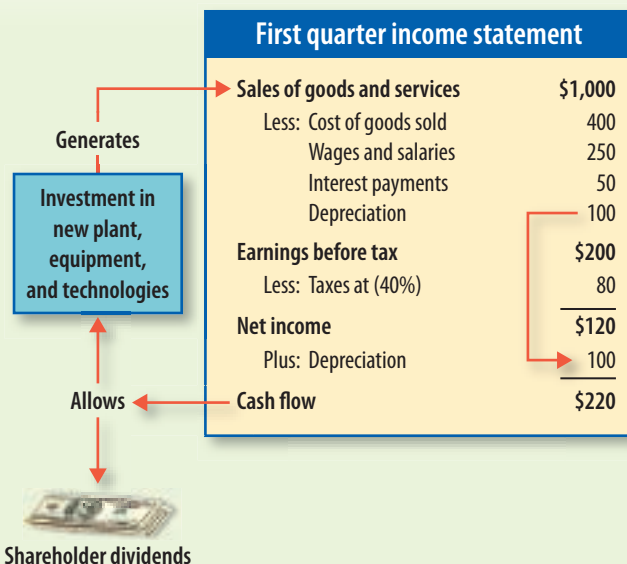 First quarter income statement
Sales of goods and services $1,000
Less: Cost of goods sold 400
Wages and salaries 250
Interest payments 50
Depreciation 100
Earnings before tax $200
Less: Taxes at (40%) 80
Net income $120
Plus: Depreciation 100
Cash flow $220
Generates
Investment in
new plant,
equipment,
and technologies
Allows
Shareholder dividends